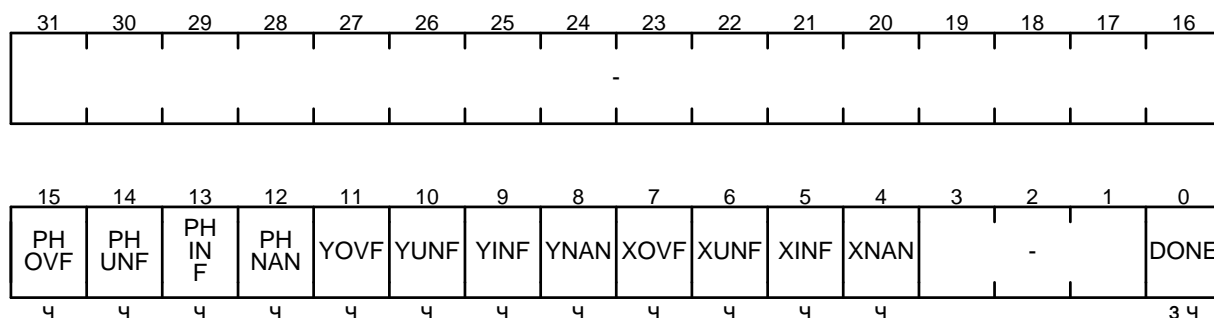 31 30 29 28 27 26 25 24 23 22 21 20 19 18 17 16
-
15 14 13 12 11 10 9 8 7 6 5 4 3 2 1 0
PH OVF PH UNF PH IN F PH NAN YOVF YUNF YINF YNAN XOVF XUNF XINF XNAN - DONE
ч ч ч ч ч ч ч ч ч ч ч ч з ч